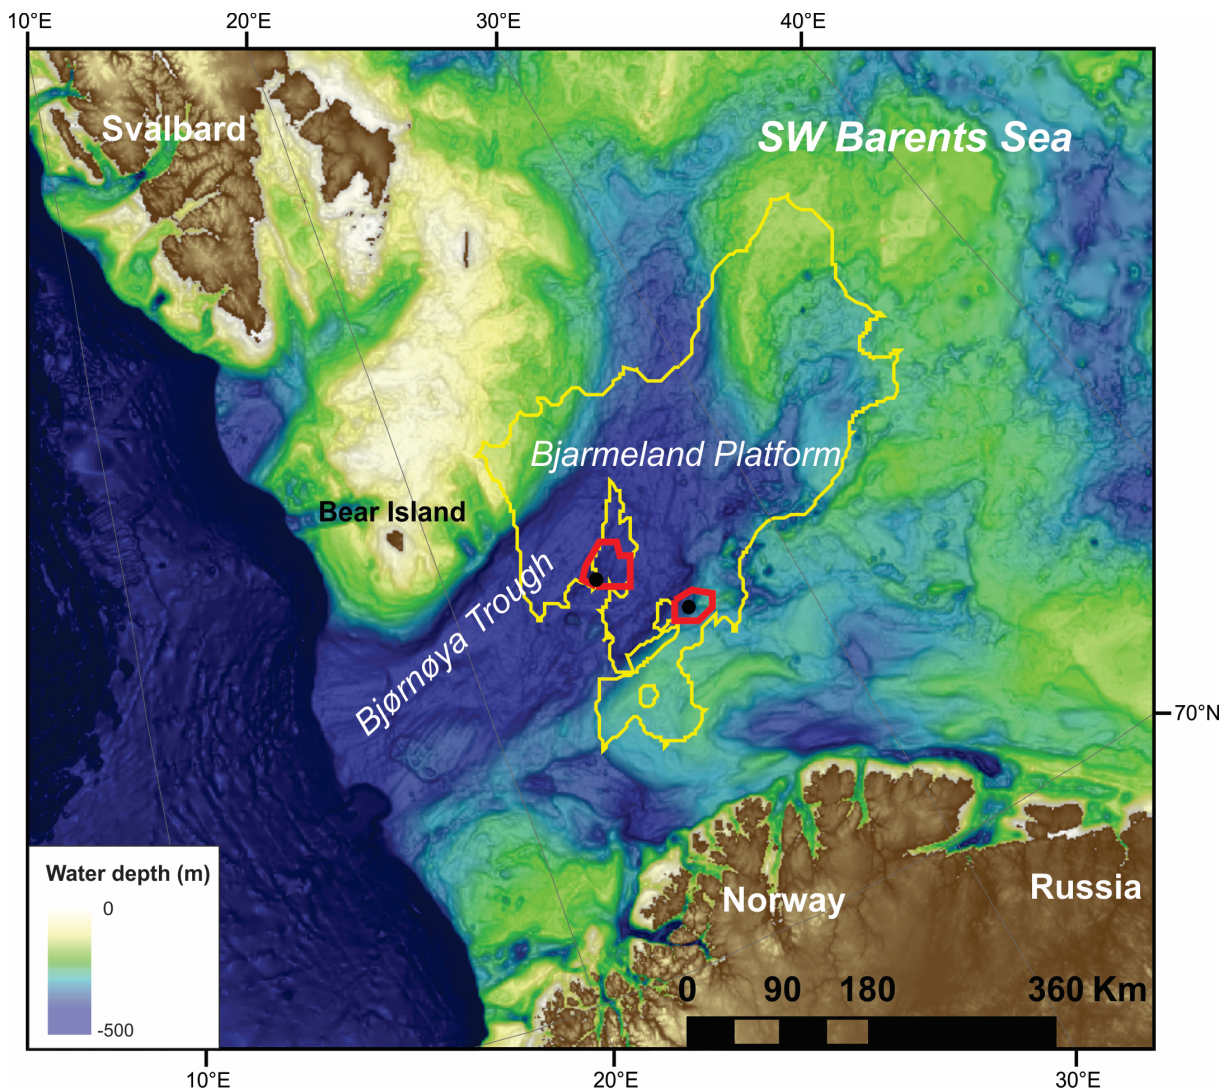 10°E 20°E 30°E 40°E
Svalbard
SW Barents Sea
Bjarmeland Platform
Bear Island
Bjørnøya Trough
70°N
Water depth (m)
0
-500
Norway
Russia
0 90 180 360 Km
10°E 20°E 30°E